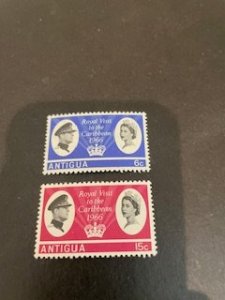 Royal Visit
to the
Caribbean
1966
ANTIGUA 6c
Royal Visit
to the
Caribbean
1966
ANTIGUA 15c